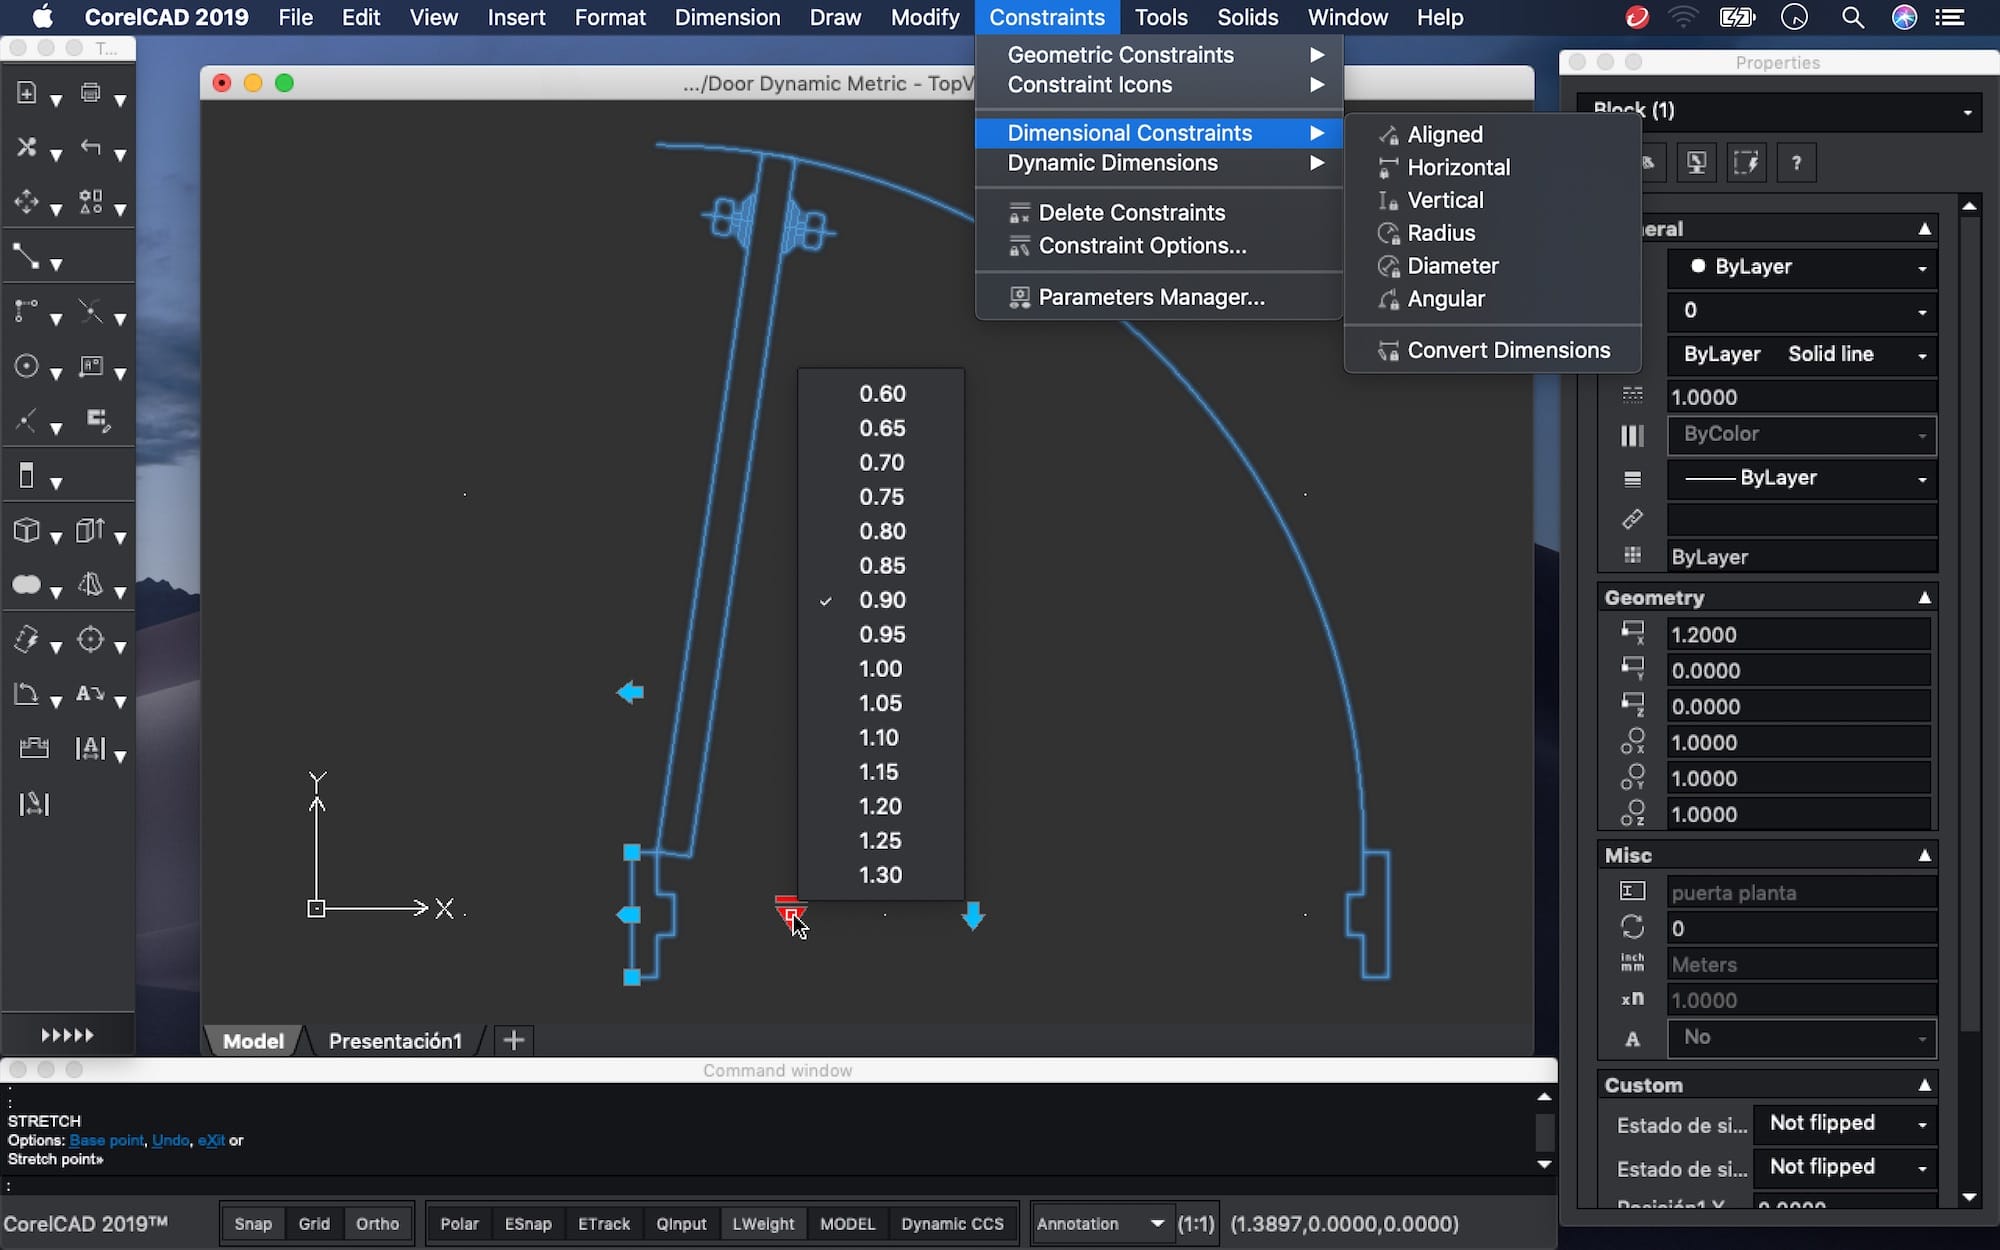 CorelCAD 2019 File Edit View Insert Format Dimension Draw Modify Constraints Tools Solids Window Help
T...
.../Door Dynamic Metric - TopV
Geometric Constraints
Constraint Icons
Dimensional Constraints
Dynamic Dimensions
Delete Constraints
Constraint Options...
Parameters Manager...
Aligned
Horizontal
Vertical
Radius
Diameter
Angular
Convert Dimensions
0.60
0.65
0.70
0.75
0.80
0.85
0.90
0.95
1.00
1.05
1.10
1.15
1.20
1.25
1.30
Y
X
Model Presentación1
Properties
Block (1)
?
eral
ByLayer
0
ByLayer Solid line
1.0000
ByColor
ByLayer
ByLayer
Geometry
X 1.2000
Y 0.0000
Z 0.0000
X 1.0000
Y 1.0000
Z 1.0000
Misc
puerta planta
0
inch mm Meters
xn 1.0000
A No
Custom
Estado de si... Not flipped
Estado de si... Not flipped
Command window
:
:
STRETCH
Options: Base point, Undo, eXit or
Stretch point»
:
CorelCAD 2019™ Snap Grid Ortho Polar ESnap ETrack QInput LWeight MODEL Dynamic CCS Annotation (1:1) (1.3897,0.0000,0.0000)